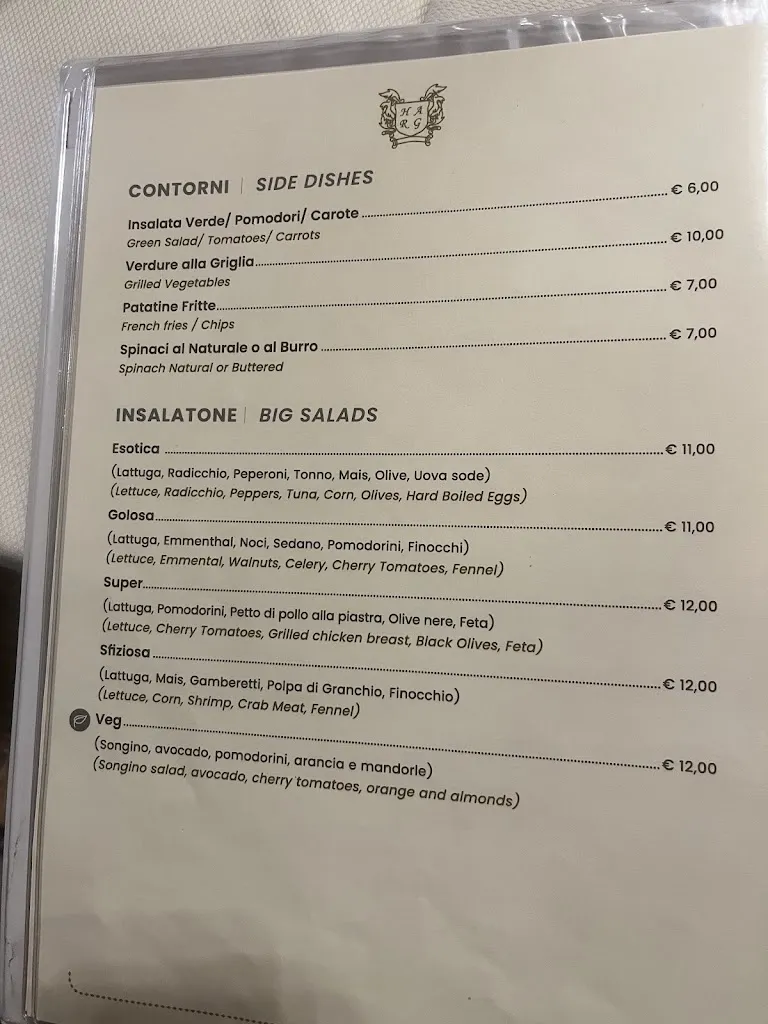 H A
R G
CONTORNI | SIDE DISHES
Insalata Verde/ Pomodori/ Carote ........ € 6,00
Green Salad/ Tomatoes/ Carrots
Verdure alla Griglia ........ € 10,00
Grilled Vegetables
Patatine Fritte ........ € 7,00
French fries / Chips
Spinaci al Naturale o al Burro ........ € 7,00
Spinach Natural or Buttered
INSALATONE | BIG SALADS
Esotica ........ € 11,00
(Lattuga, Radicchio, Peperoni, Tonno, Mais, Olive, Uova sode)
(Lettuce, Radicchio, Peppers, Tuna, Corn, Olives, Hard Boiled Eggs)
Golosa ........ € 11,00
(Lattuga, Emmenthal, Noci, Sedano, Pomodorini, Finocchi)
(Lettuce, Emmental, Walnuts, Celery, Cherry Tomatoes, Fennel)
Super ........ € 12,00
(Lattuga, Pomodorini, Petto di pollo alla piastra, Olive nere, Feta)
(Lettuce, Cherry Tomatoes, Grilled chicken breast, Black Olives, Feta)
Sfiziosa ........ € 12,00
(Lattuga, Mais, Gamberetti, Polpa di Granchio, Finocchio)
(Lettuce, Corn, Shrimp, Crab Meat, Fennel)
Veg ........ € 12,00
(Songino, avocado, pomodorini, arancia e mandorle)
(Songino salad, avocado, cherry tomatoes, orange and almonds)